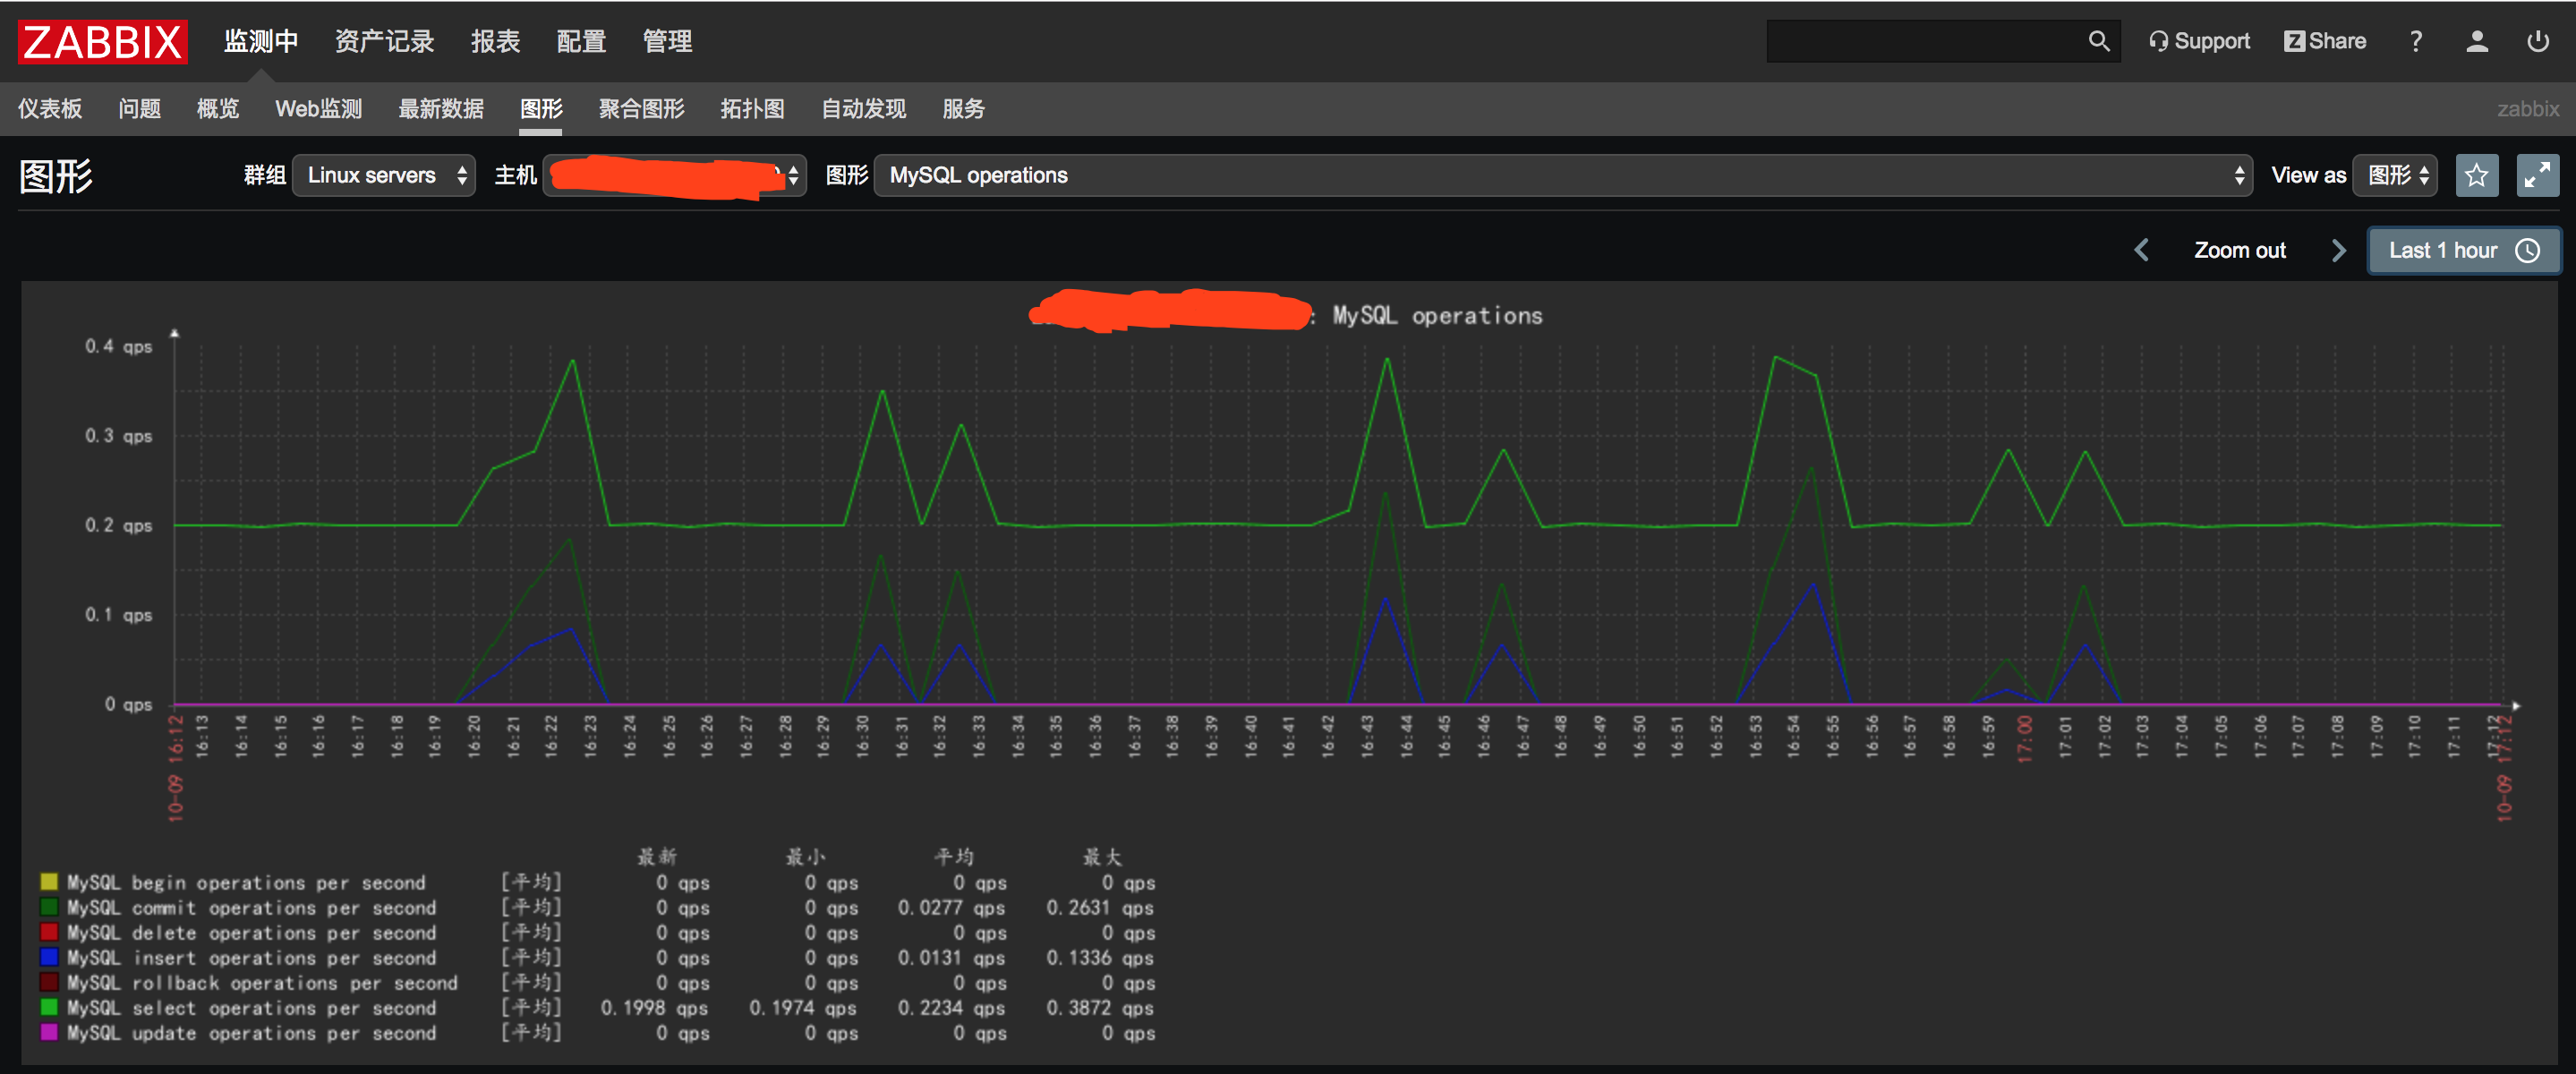 ZABBIX 监测中 资产记录 报表 配置 管理 Support Z Share ?
仪表板 问题 概览 Web监测 最新数据 图形 聚合图形 拓扑图 自动发现 服务 zabbix
图形 群组 Linux servers 主机 图形 MySQL operations View as 图形
Zoom out Last 1 hour
: MySQL operations
0.4 qps
0.3 qps
0.2 qps
0.1 qps
0 qps
10-09 16:12 16:13 16:14 16:15 16:16 16:17 16:18 16:19 16:20 16:21 16:22 16:23 16:24 16:25 16:26 16:27 16:28 16:29 16:30 16:31 16:32 16:33 16:34 16:35 16:36 16:37 16:38 16:39 16:40 16:41 16:42 16:43 16:44 16:45 16:46 16:47 16:48 16:49 16:50 16:51 16:52 16:53 16:54 16:55 16:56 16:57 16:58 16:59 17:00 17:01 17:02 17:03 17:04 17:05 17:06 17:07 17:08 17:09 17:10 17:11 17:12 10-09 17:12
最新 最小 平均 最大
MySQL begin operations per second [平均] 0 qps 0 qps 0 qps 0 qps
MySQL commit operations per second [平均] 0 qps 0 qps 0.0277 qps 0.2631 qps
MySQL delete operations per second [平均] 0 qps 0 qps 0 qps 0 qps
MySQL insert operations per second [平均] 0 qps 0 qps 0.0131 qps 0.1336 qps
MySQL rollback operations per second [平均] 0 qps 0 qps 0 qps 0 qps
MySQL select operations per second [平均] 0.1998 qps 0.1974 qps 0.2234 qps 0.3872 qps
MySQL update operations per second [平均] 0 qps 0 qps 0 qps 0 qps